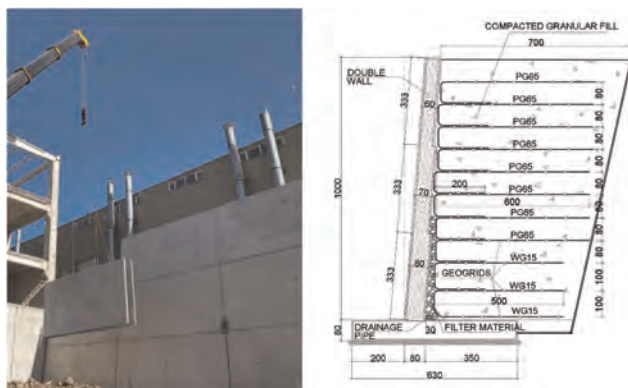 COMPACTED GRANULAR FILL
700
DOUBLE
WALL
PG65
PG65
PG65
PG65
PG65
PG65
PG65
PG65
WG15
WG15
WG15
333
333
333
1000
60
70
80
200
600
GEOGRIDS
500
80
80
80
80
80
80
80
100
100
DRAINAGE
PIPE
30
FILTER MATERIAL
80
200
80
350
630